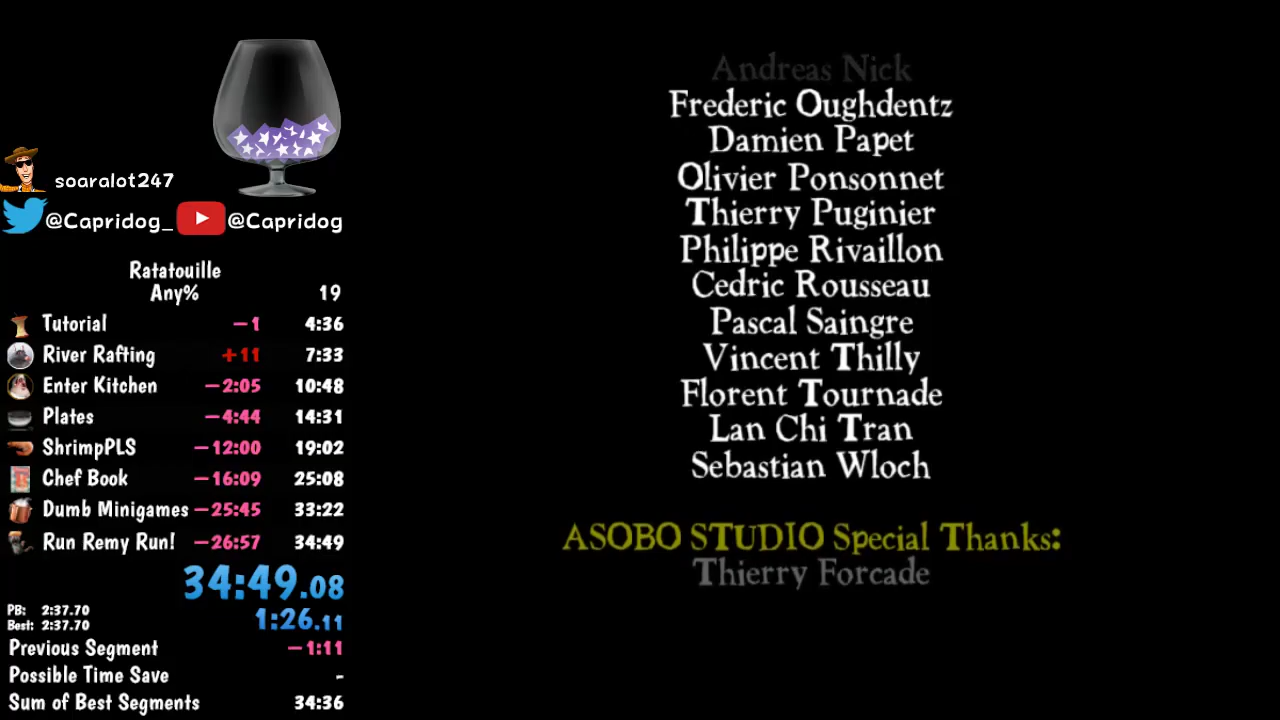 soaralot247
@Capridog_ @Capridog
Ratatouille
Any% 19
Tutorial −1 4:36
River Rafting +11 7:33
Enter Kitchen −2:05 10:48
Plates −4:44 14:31
ShrimpPLS −12:00 19:02
Chef Book −16:09 25:08
Dumb Minigames −25:45 33:22
Run Remy Run! −26:57 34:49
34:49.08
PB: 2:37.70
Best: 2:37.70
1:26.11
Previous Segment −1:11
Possible Time Save -
Sum of Best Segments 34:36
Andreas Nick
Frederic Oughdentz
Damien Papet
Olivier Ponsonnet
Thierry Puginier
Philippe Rivaillon
Cedric Rousseau
Pascal Saingre
Vincent Thilly
Florent Tournade
Lan Chi Tran
Sebastian Wloch
ASOBO STUDIO Special Thanks:
Thierry Forcade